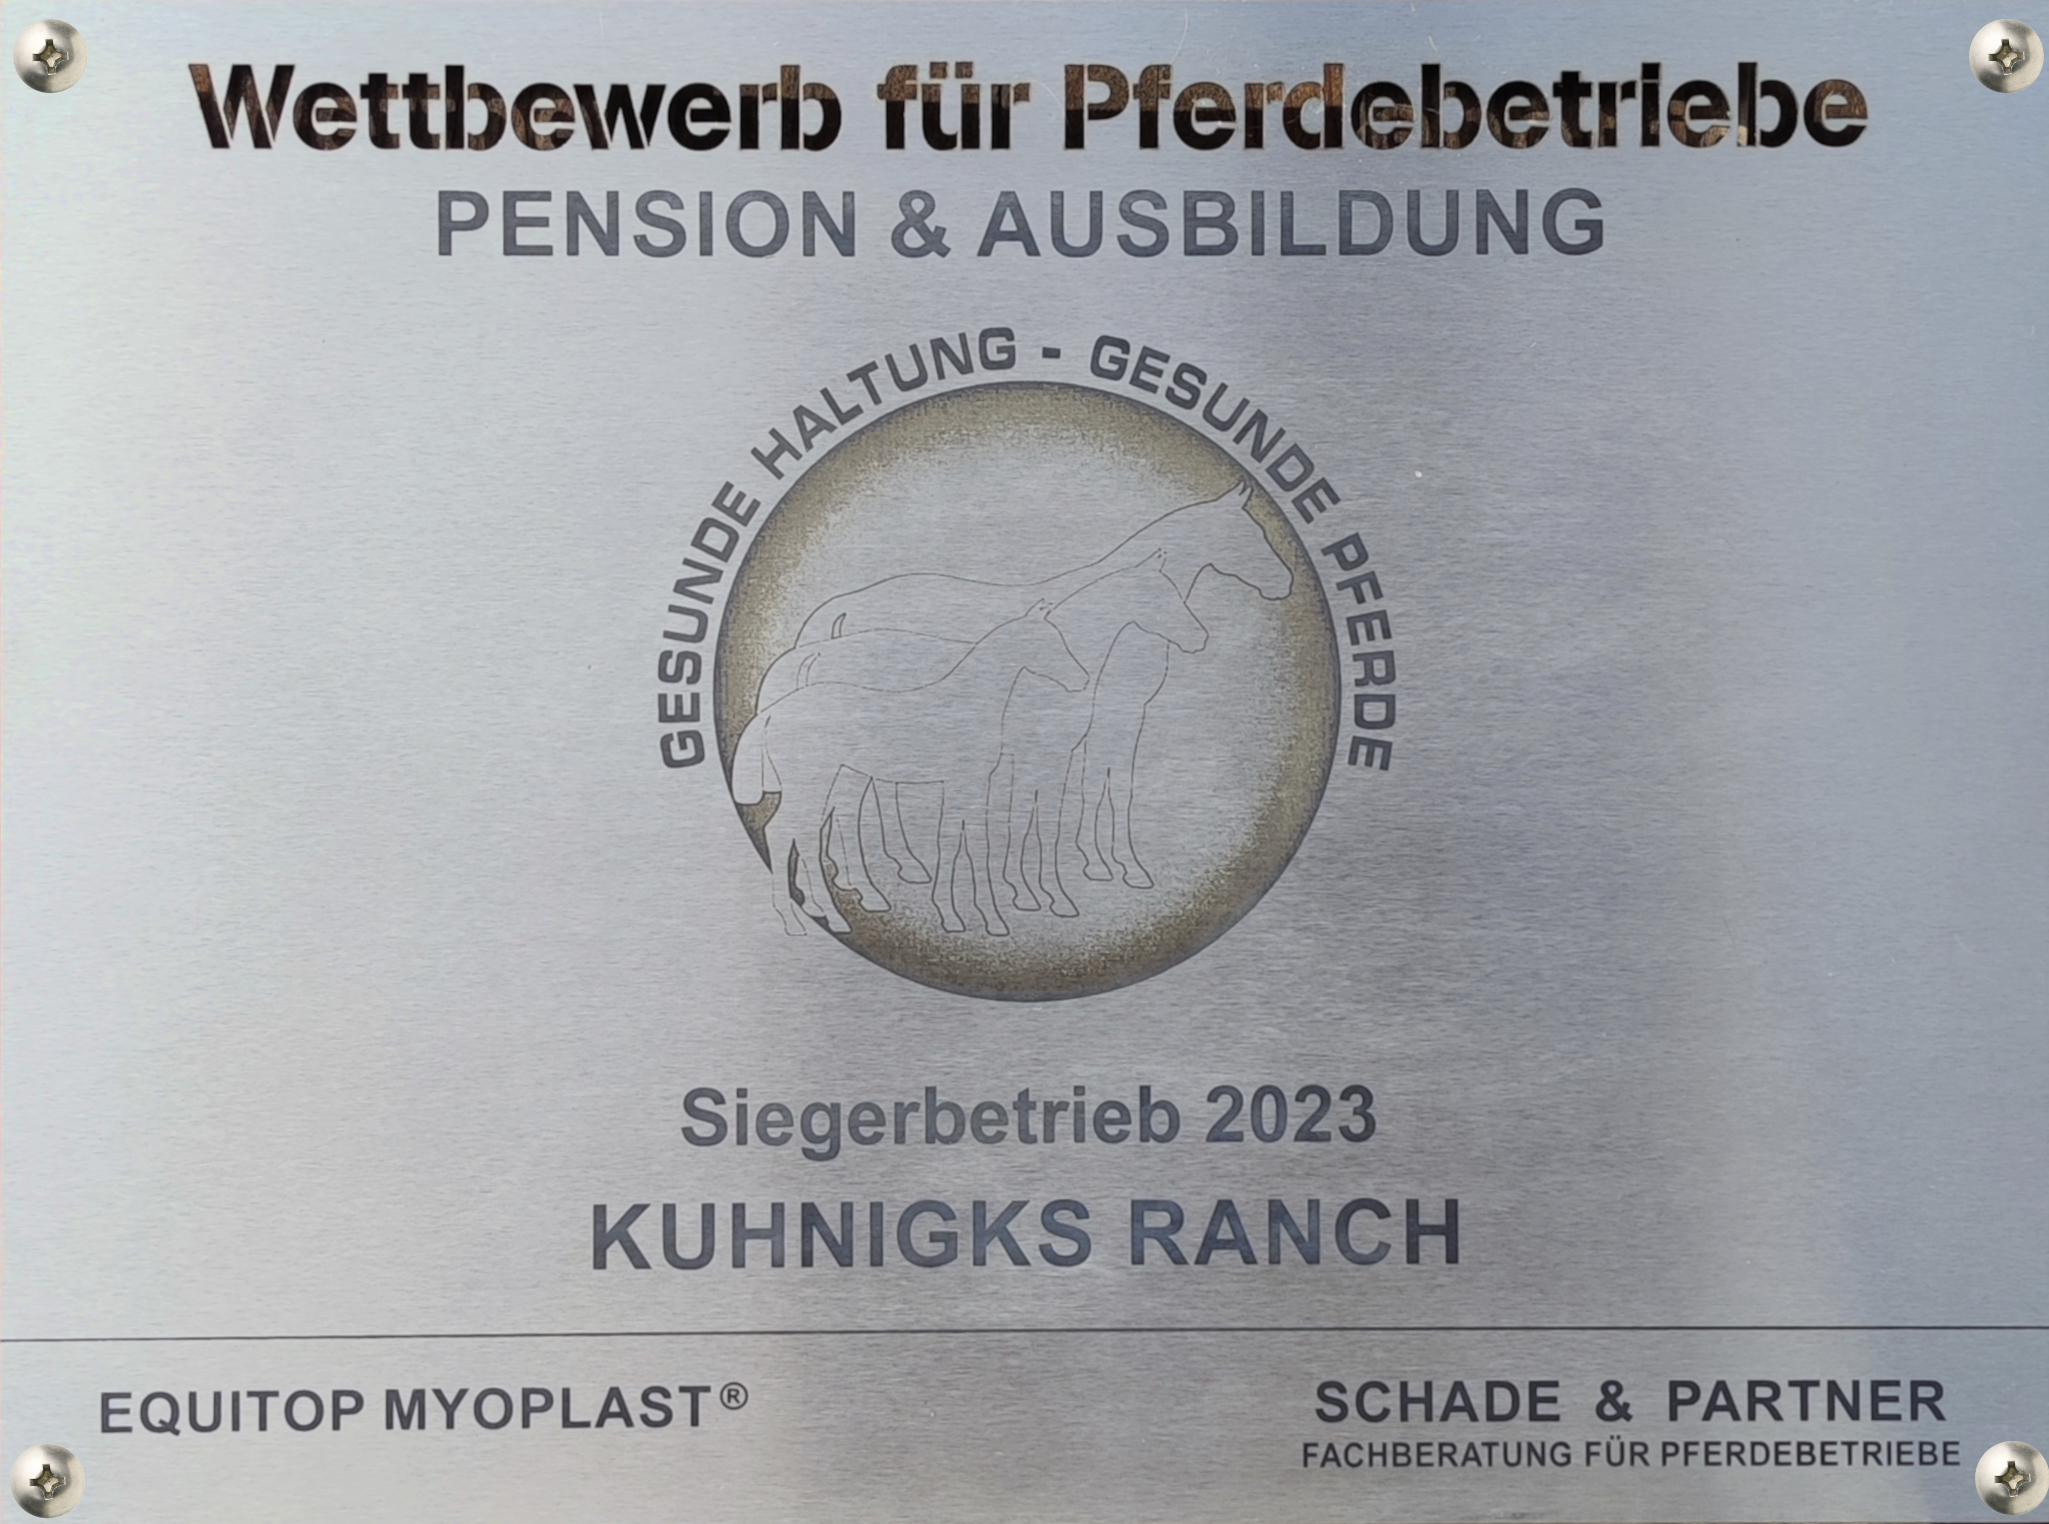 Wettbewerb für Pferdebetriebe
PENSION & AUSBILDUNG
GESUNDE HALTUNG - GESUNDE PFERDE
Siegerbetrieb 2023
KUHNIGKS RANCH
EQUITOP MYOPLAST®
SCHADE & PARTNER
FACHBERATUNG FÜR PFERDEBETRIEBE